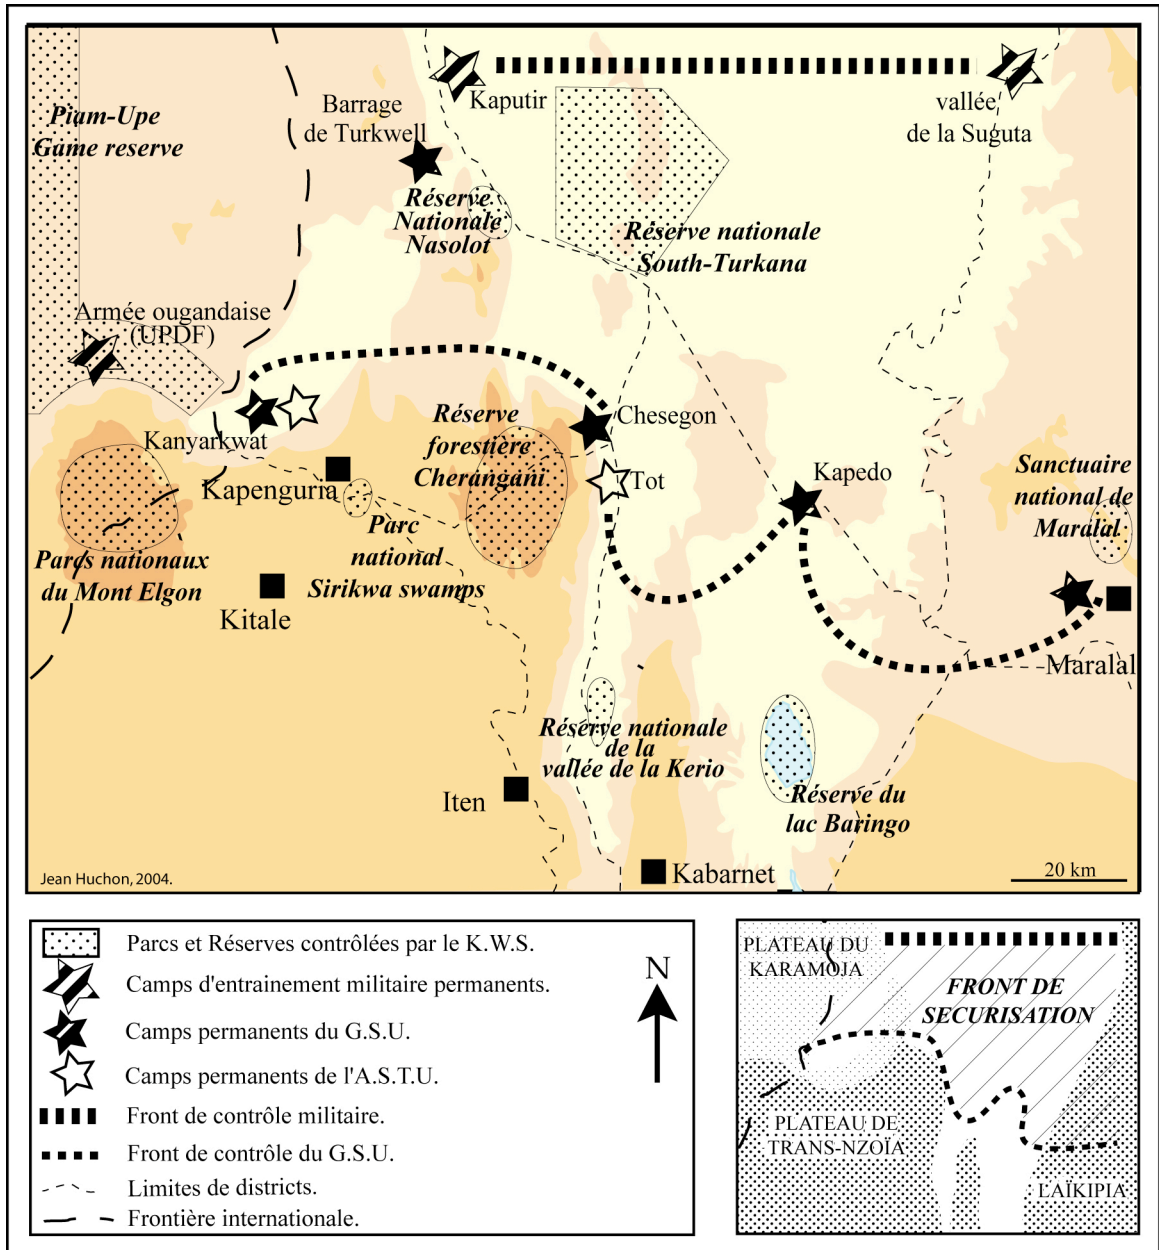 Piam-Upe
Game reserve
Barrage
de Turkwell
Kaputir
vallée
de la Suguta
Réserve
Nationale
Nasolot
Réserve nationale
South-Turkana
Armée ougandaise
(UPDF)
Kanyarkwat
Réserve
forestière
Cherangani
Chesegon
Tot
Kapedo
Sanctuaire
national de
Maralal
Kapenguria
Parc
national
Sirikwa swamps
Parcs nationaux
du Mont Elgon
Kitale
Maralal
Réserve nationale
de la
vallée de la Kerio
Iten
Réserve du
lac Baringo
Kabarnet
Jean Huchon, 2004.
20 km
Parcs et Réserves contrôlées par le K.W.S.
Camps d'entrainement militaire permanents.
Camps permanents du G.S.U.
Camps permanents de l'A.S.T.U.
Front de contrôle militaire.
Front de contrôle du G.S.U.
Limites de districts.
Frontière internationale.
N
PLATEAU DU
KARAMOJA
FRONT DE
SECURISATION
PLATEAU DE
TRANS-NZOÏA
LAÏKIPIA